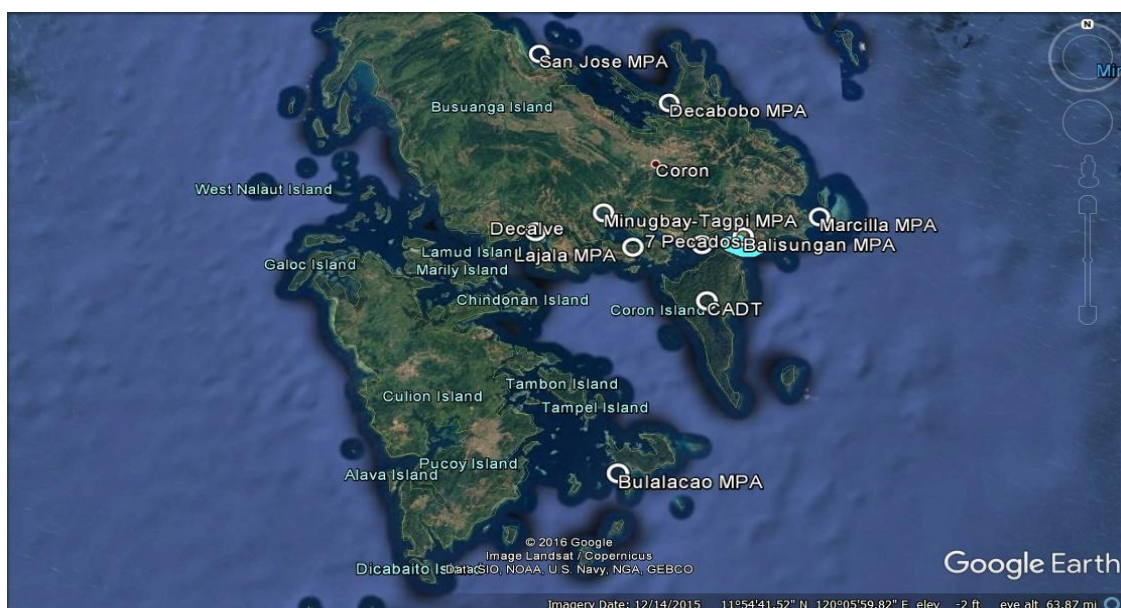 N
San Jose MPA
Busuanga Island
Decabobo MPA
Coron
West Nalaut Island
Minugbay-Tagpi MPA
Marcilla MPA
Decalve
7 Pecados
Balisungan MPA
Lamud Island
Lajala MPA
Galoc Island
Marily Island
Chindonan Island
Coron Island
CADT
Tambon Island
Culion Island
Tampel Island
Pucoy Island
Alava Island
Bulalacao MPA
© 2016 Google
Image Landsat / Copernicus
Dicabaito
Data SIO, NOAA, U.S. Navy, NGA, GEBCO
Google Earth
Imagery Date: 12/14/2015 11°54'41.52" N 120°05'59.82" E elev -2 ft eye alt 63.87 mi